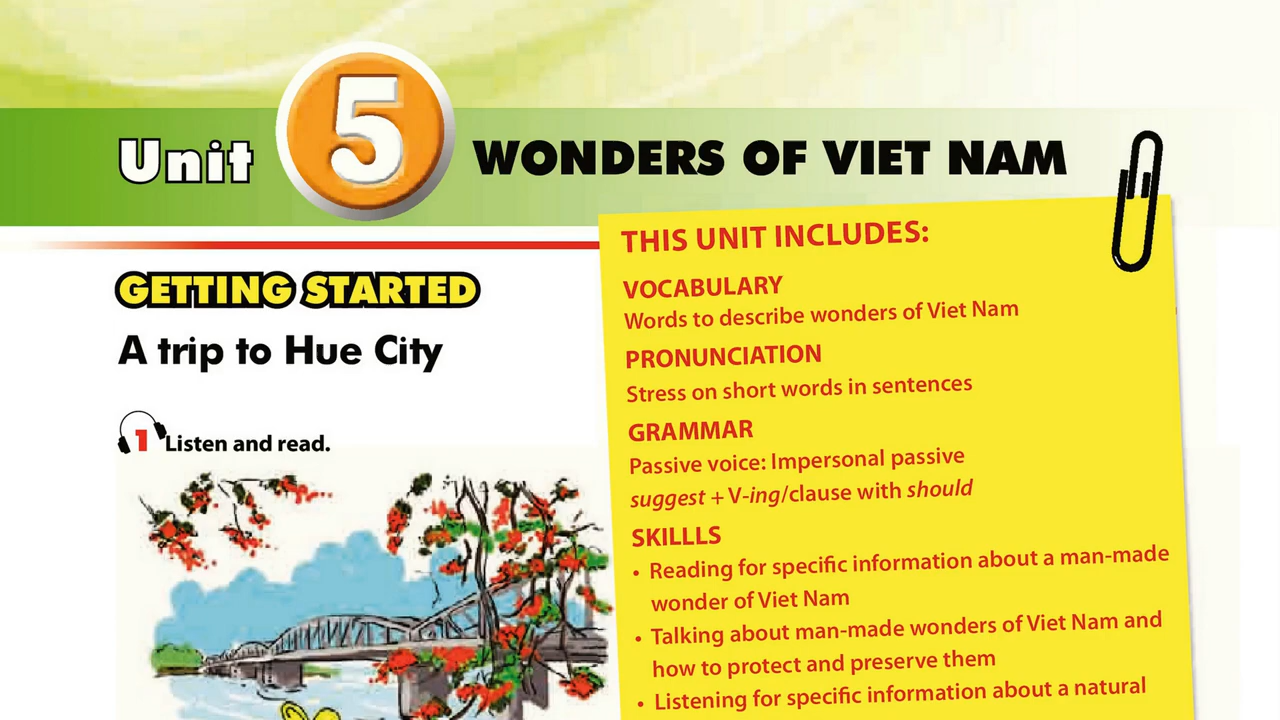 Unit 5 WONDERS OF VIET NAM
GETTING STARTED
A trip to Hue City
1 Listen and read.
THIS UNIT INCLUDES:
VOCABULARY
Words to describe wonders of Viet Nam
PRONUNCIATION
Stress on short words in sentences
GRAMMAR
Passive voice: Impersonal passive
suggest + V-ing/clause with should
SKILLLS
• Reading for specific information about a man-made
wonder of Viet Nam
• Talking about man-made wonders of Viet Nam and
how to protect and preserve them
• Listening for specific information about a natural